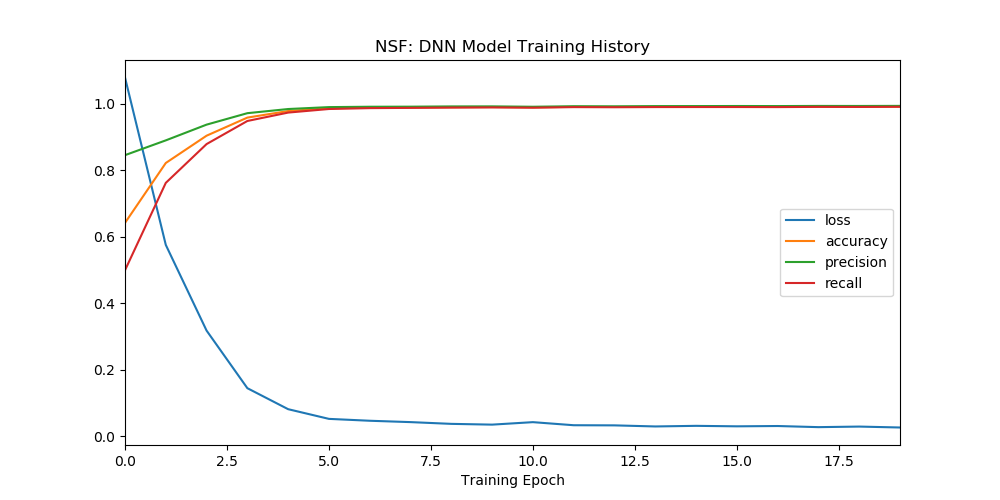 NSF: DNN Model Training History
1.0
0.8
0.6
0.4
0.2
0.0
loss
accuracy
precision
recall
0.0 2.5 5.0 7.5 10.0 12.5 15.0 17.5
Training Epoch